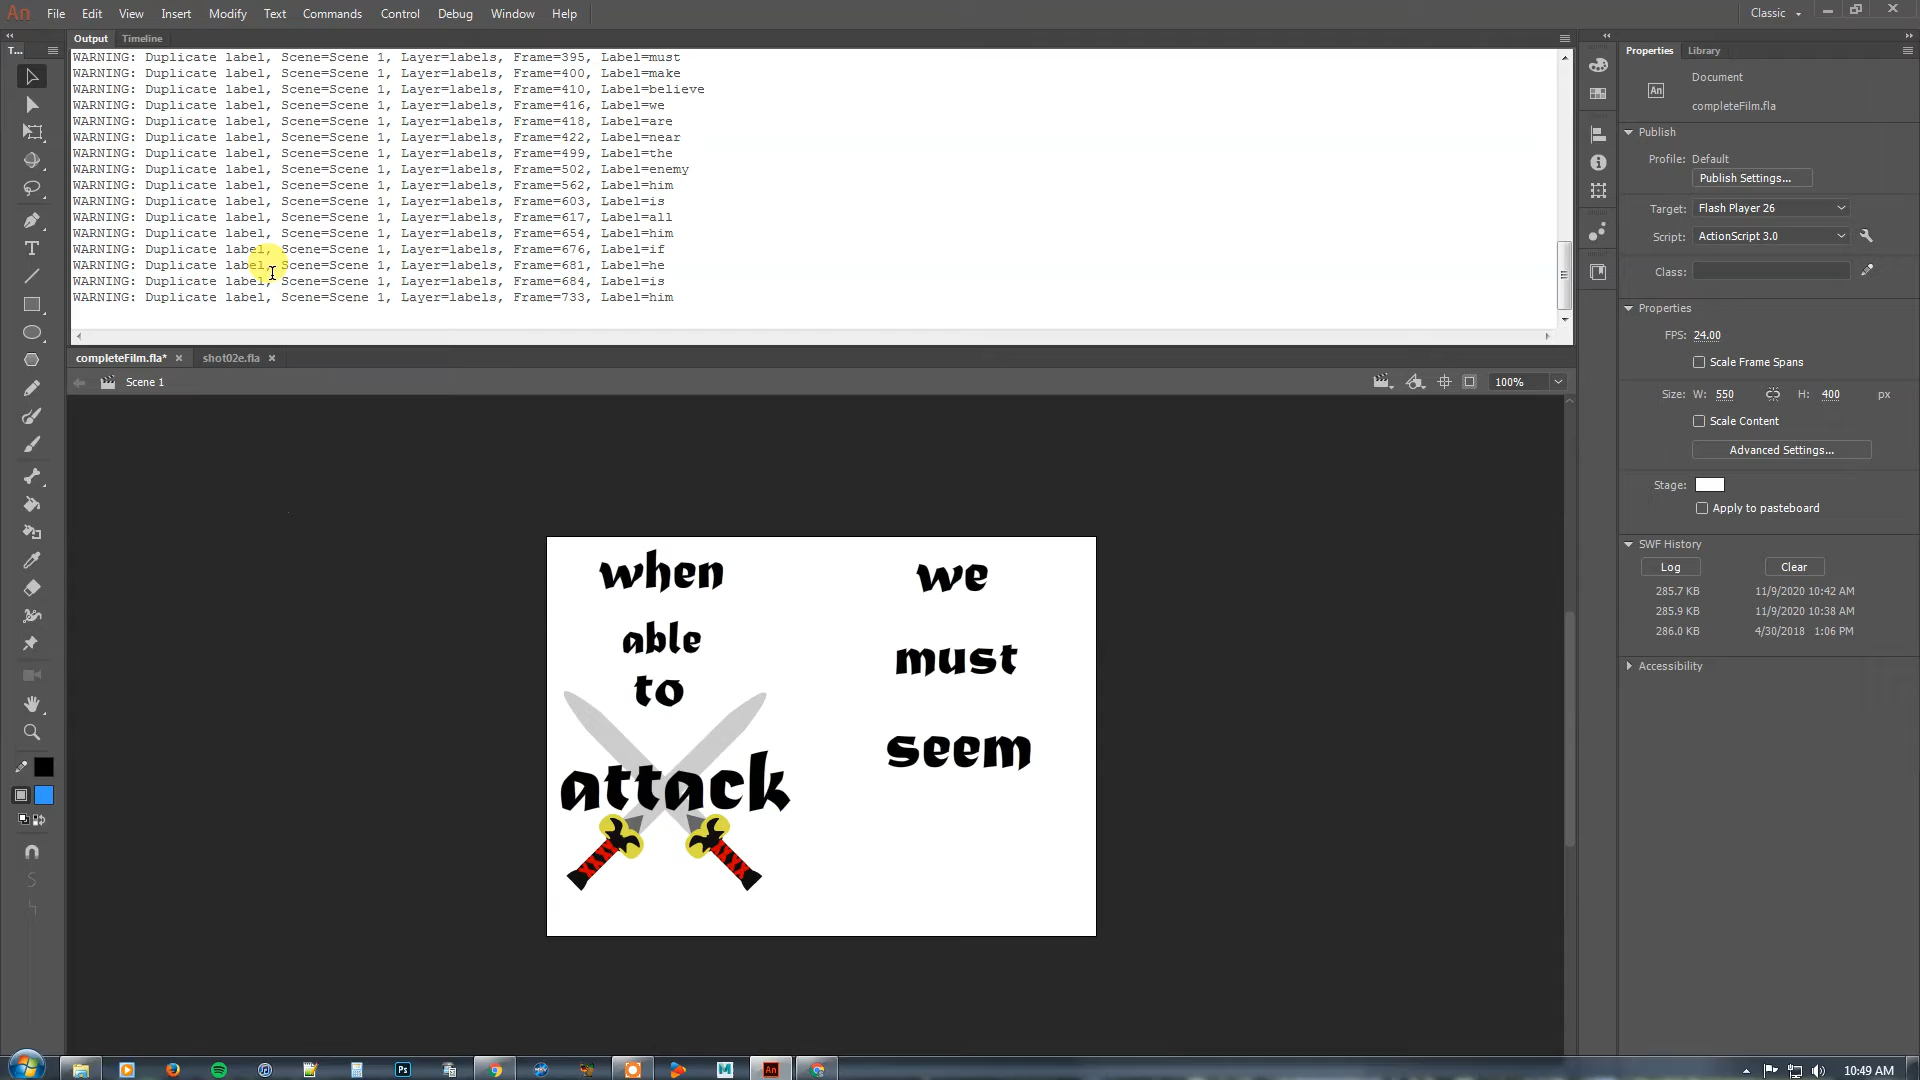 An File Edit View Insert Modify Text Commands Control Debug Window Help Classic
Output Timeline
T...
WARNING: Duplicate label, Scene=Scene 1, Layer=labels, Frame=395, Label=must
WARNING: Duplicate label, Scene=Scene 1, Layer=labels, Frame=400, Label=make
WARNING: Duplicate label, Scene=Scene 1, Layer=labels, Frame=410, Label=believe
WARNING: Duplicate label, Scene=Scene 1, Layer=labels, Frame=416, Label=we
WARNING: Duplicate label, Scene=Scene 1, Layer=labels, Frame=418, Label=are
WARNING: Duplicate label, Scene=Scene 1, Layer=labels, Frame=422, Label=near
WARNING: Duplicate label, Scene=Scene 1, Layer=labels, Frame=499, Label=the
WARNING: Duplicate label, Scene=Scene 1, Layer=labels, Frame=502, Label=enemy
WARNING: Duplicate label, Scene=Scene 1, Layer=labels, Frame=562, Label=him
WARNING: Duplicate label, Scene=Scene 1, Layer=labels, Frame=603, Label=is
WARNING: Duplicate label, Scene=Scene 1, Layer=labels, Frame=617, Label=all
WARNING: Duplicate label, Scene=Scene 1, Layer=labels, Frame=654, Label=him
WARNING: Duplicate label, Scene=Scene 1, Layer=labels, Frame=676, Label=if
WARNING: Duplicate label, Scene=Scene 1, Layer=labels, Frame=681, Label=he
WARNING: Duplicate label, Scene=Scene 1, Layer=labels, Frame=684, Label=is
WARNING: Duplicate label, Scene=Scene 1, Layer=labels, Frame=733, Label=him
completeFilm.fla* shot02e.fla
Scene 1 100%
when
able
to
attack
we
must
seem
Properties Library
Document
An
completeFilm.fla
Publish
Profile: Default
Publish Settings...
Target: Flash Player 26
Script: ActionScript 3.0
Class:
Properties
FPS: 24.00
Scale Frame Spans
Size: W: 550 H: 400 px
Scale Content
Advanced Settings...
Stage:
Apply to pasteboard
SWF History
Log Clear
285.7 KB 11/9/2020 10:42 AM
285.9 KB 11/9/2020 10:38 AM
286.0 KB 4/30/2018 1:06 PM
Accessibility
Ps M An 10:49 AM